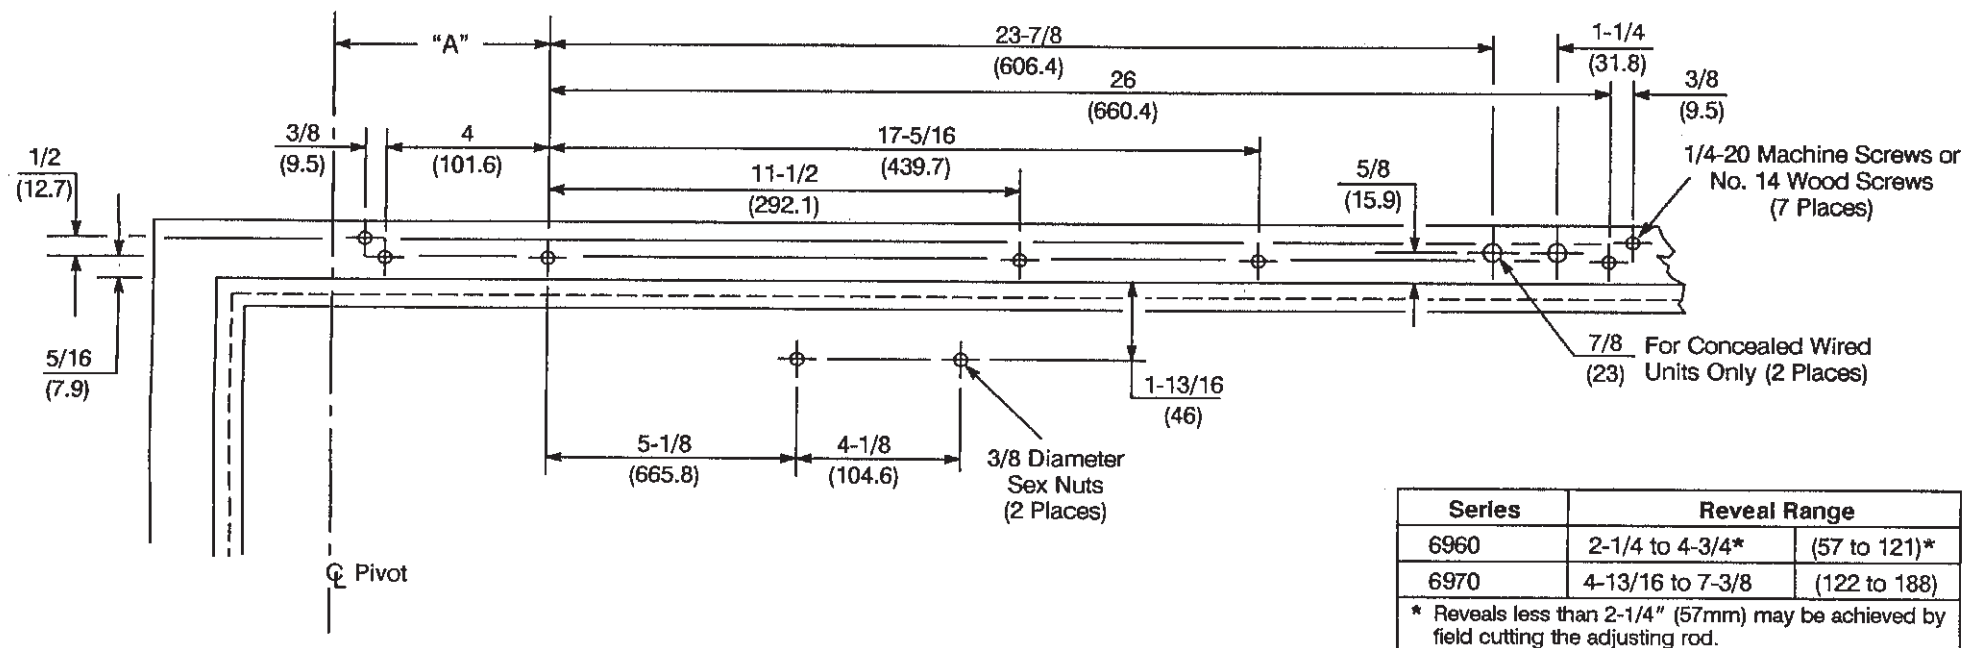 "A"
23-7/8
(606.4)
1-1/4
(31.8)
26
(660.4)
3/8
(9.5)
3/8
(9.5)
4
(101.6)
17-5/16
(439.7)
1/2
(12.7)
11-1/2
(292.1)
5/8
(15.9)
1/4-20 Machine Screws or
No. 14 Wood Screws
(7 Places)
5/16
(7.9)
7/8 For Concealed Wired
(23) Units Only (2 Places)
1-13/16
(46)
5-1/8
(665.8)
4-1/8
(104.6)
3/8 Diameter
Sex Nuts
(2 Places)
℄ Pivot
Series Reveal Range
6960 2-1/4 to 4-3/4* (57 to 121)*
6970 4-13/16 to 7-3/8 (122 to 188)
* Reveals less than 2-1/4" (57mm) may be achieved by
field cutting the adjusting rod.